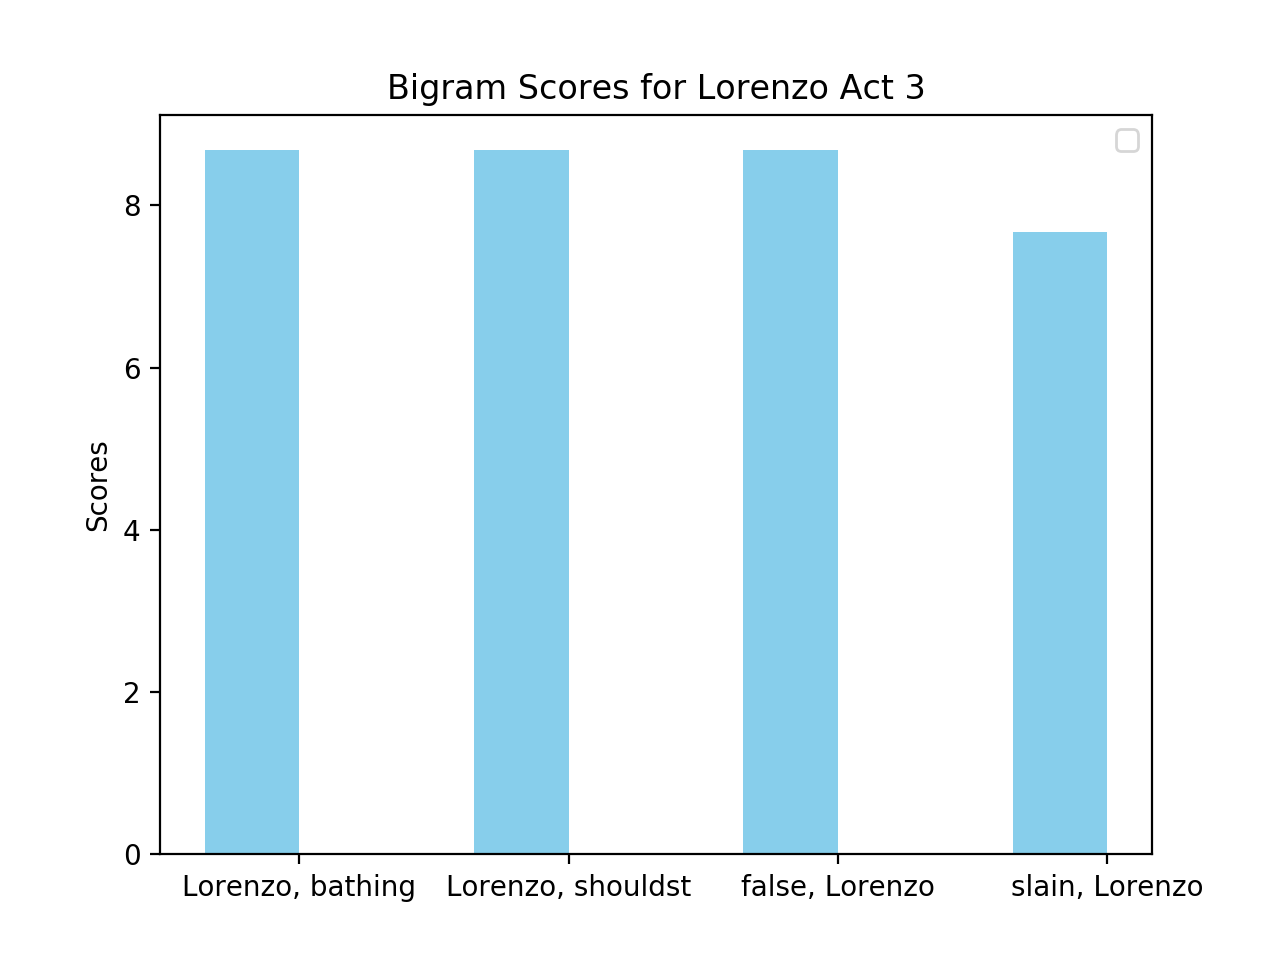 Bigram Scores for Lorenzo Act 3
Scores
8
6
4
2
0
Lorenzo, bathing
Lorenzo, shouldst
false, Lorenzo
slain, Lorenzo